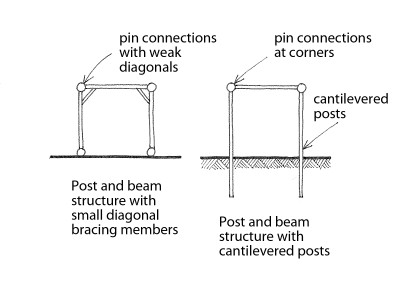 pin connections
with weak
diagonals
pin connections
at corners
cantilevered
posts
Post and beam
structure with
small diagonal
bracing members
Post and beam
structure with
cantilevered posts